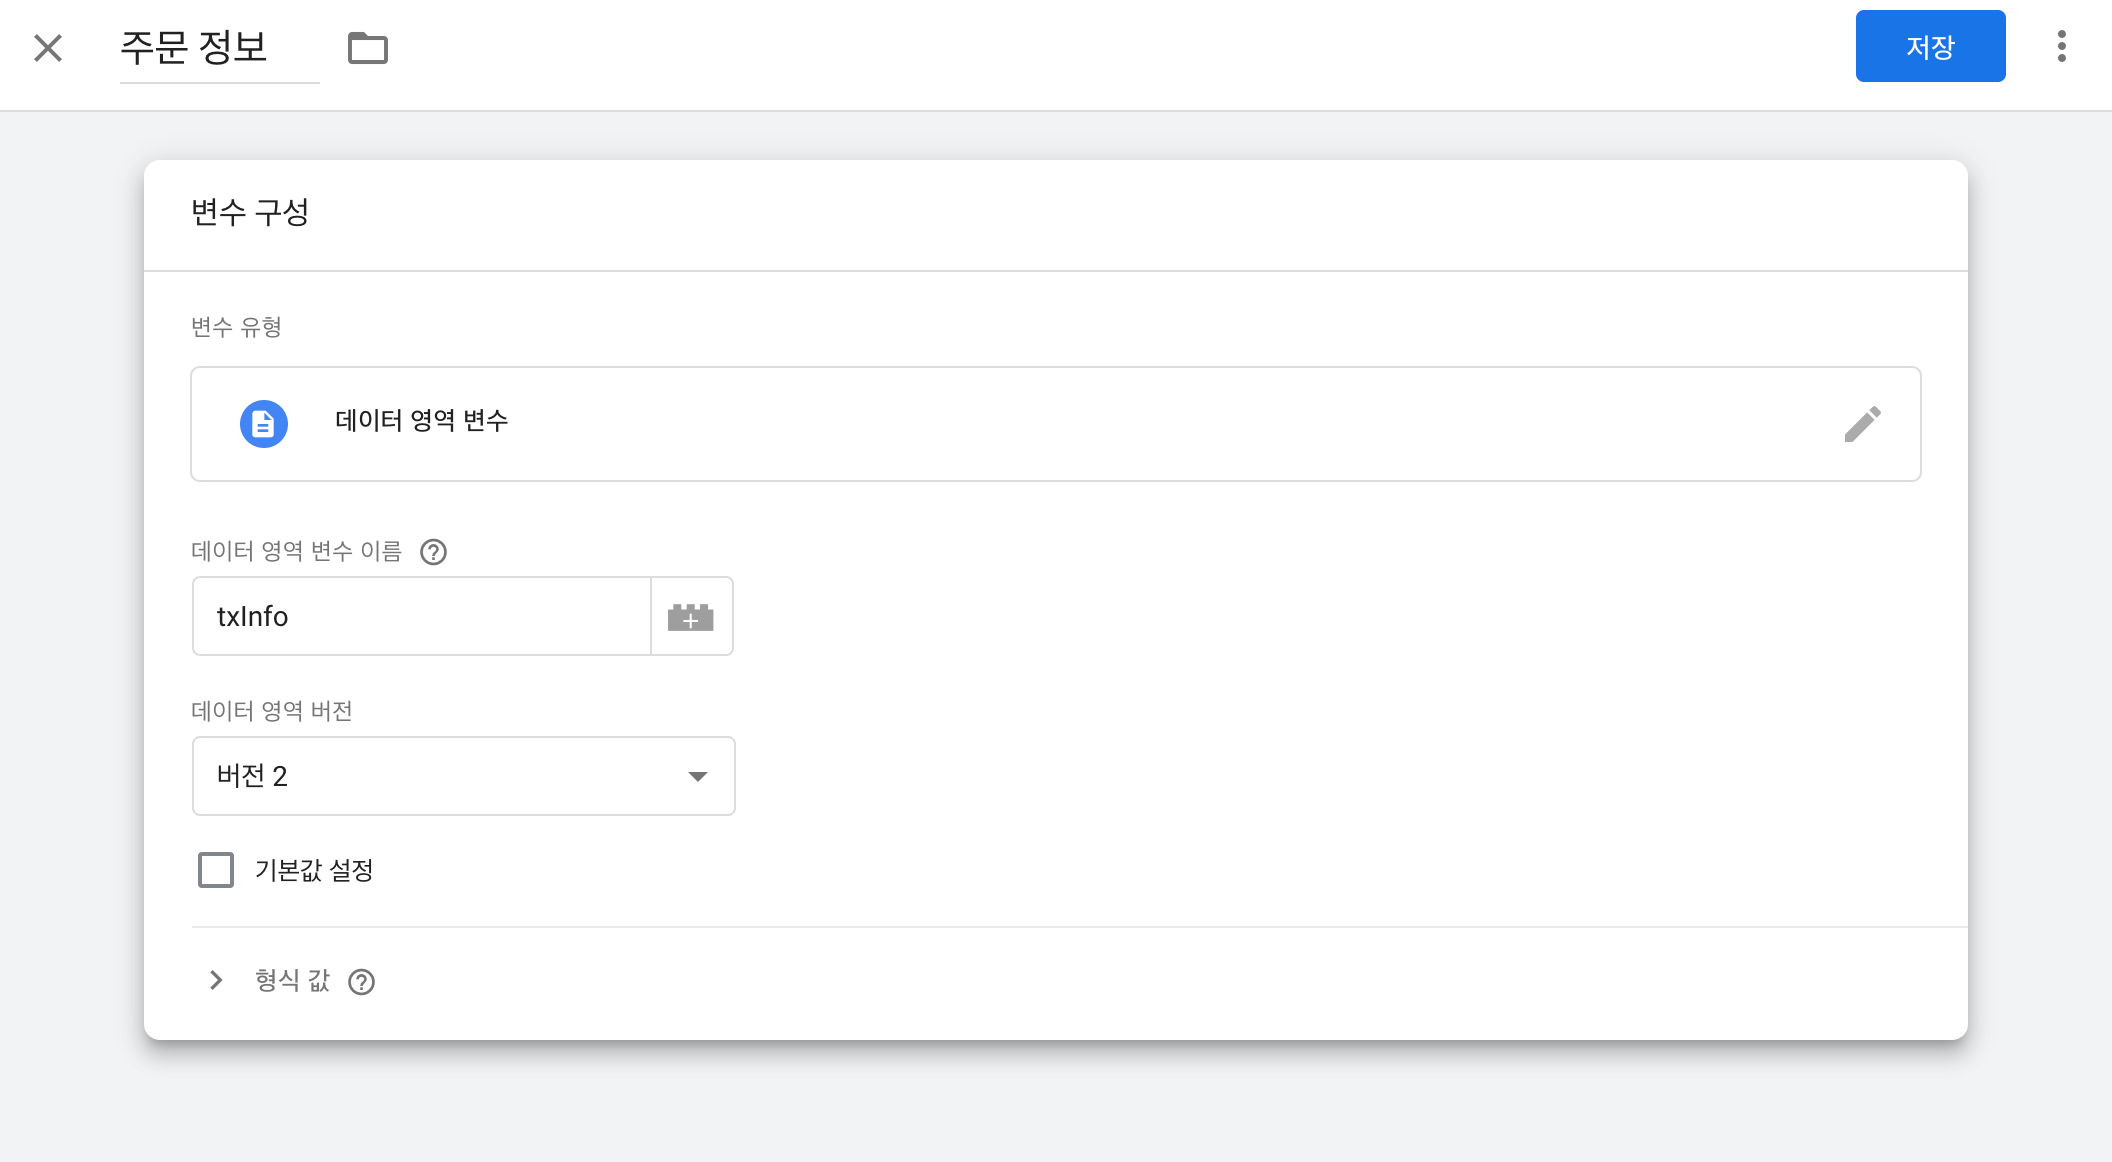 주문 정보
저장
변수 구성
변수 유형
데이터 영역 변수
데이터 영역 변수 이름
txInfo
데이터 영역 버전
버전 2
기본값 설정
형식 값